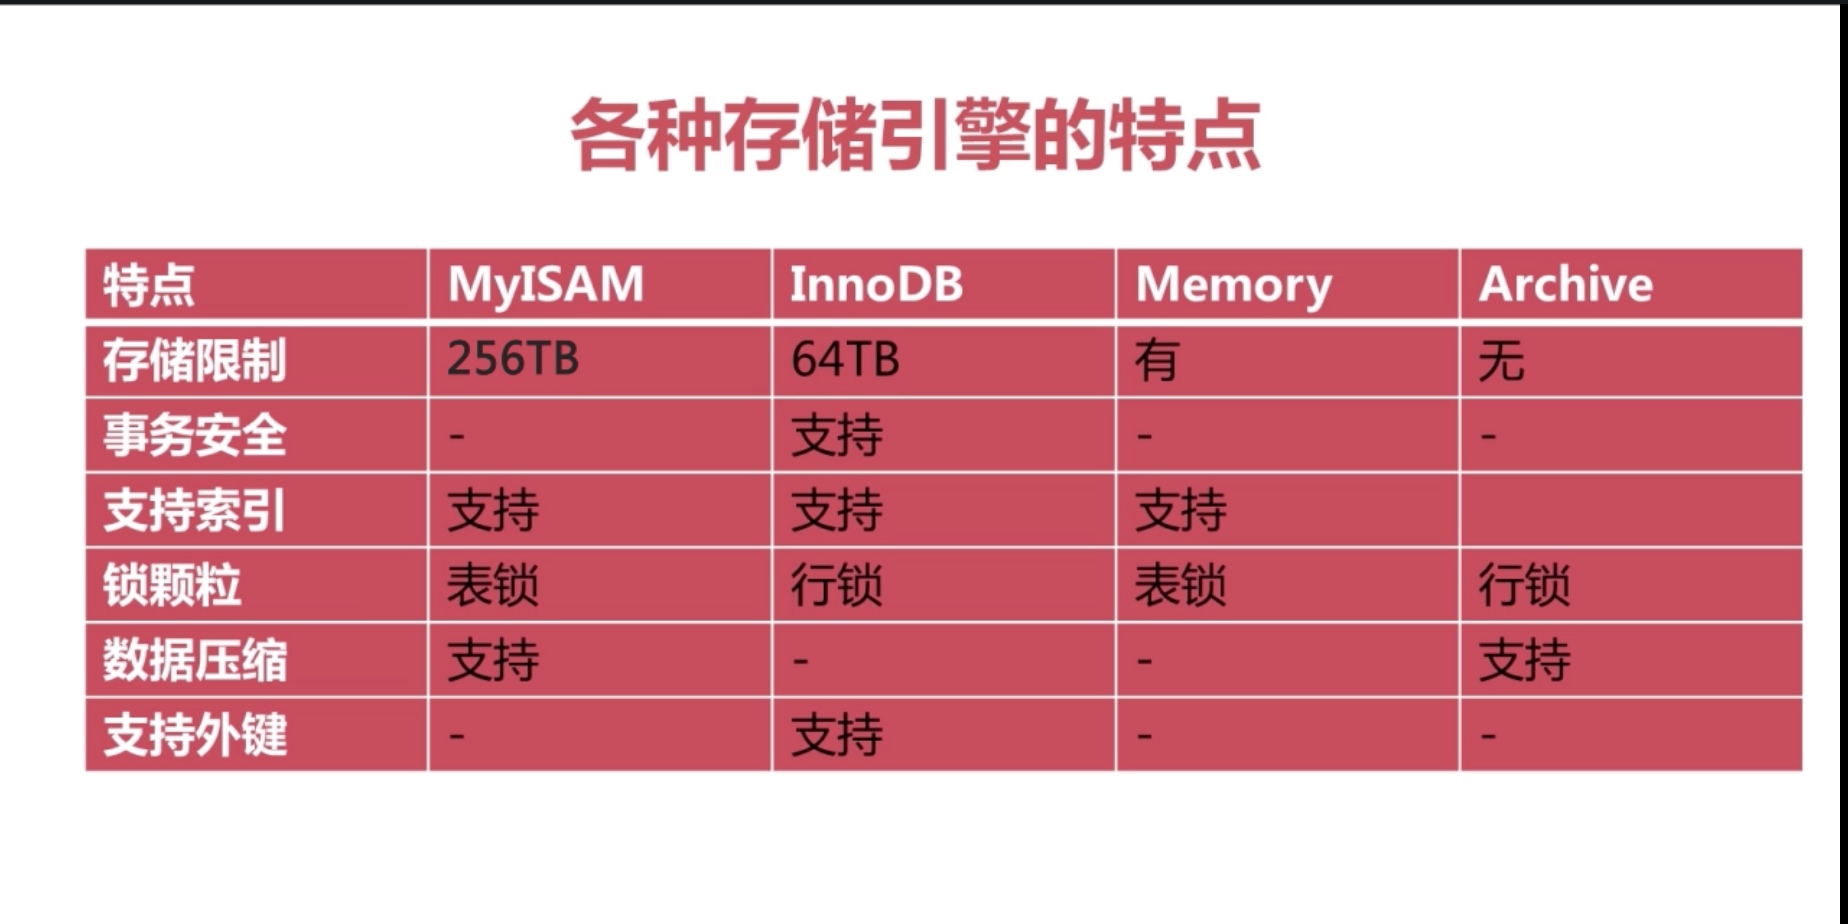 各种存储引擎的特点
特点 MyISAM InnoDB Memory Archive
存储限制 256TB 64TB 有 无
事务安全 - 支持 - -
支持索引 支持 支持 支持
锁颗粒 表锁 行锁 表锁 行锁
数据压缩 支持 - - 支持
支持外键 - 支持 - -